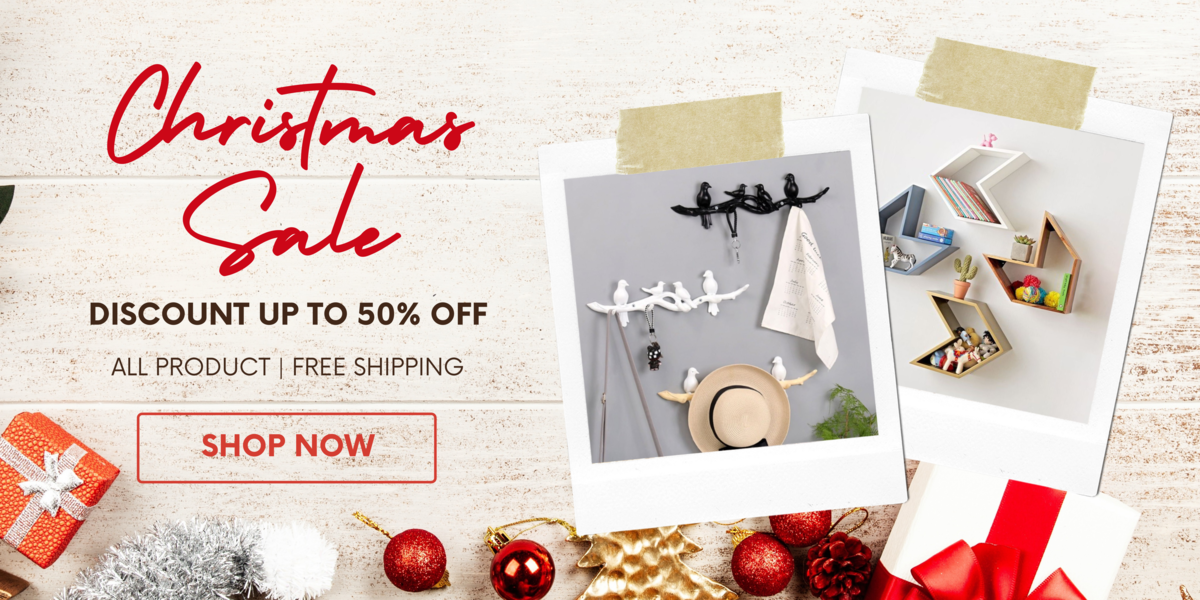 Christmas
Sale
DISCOUNT UP TO 50% OFF
ALL PRODUCT | FREE SHIPPING
SHOP NOW